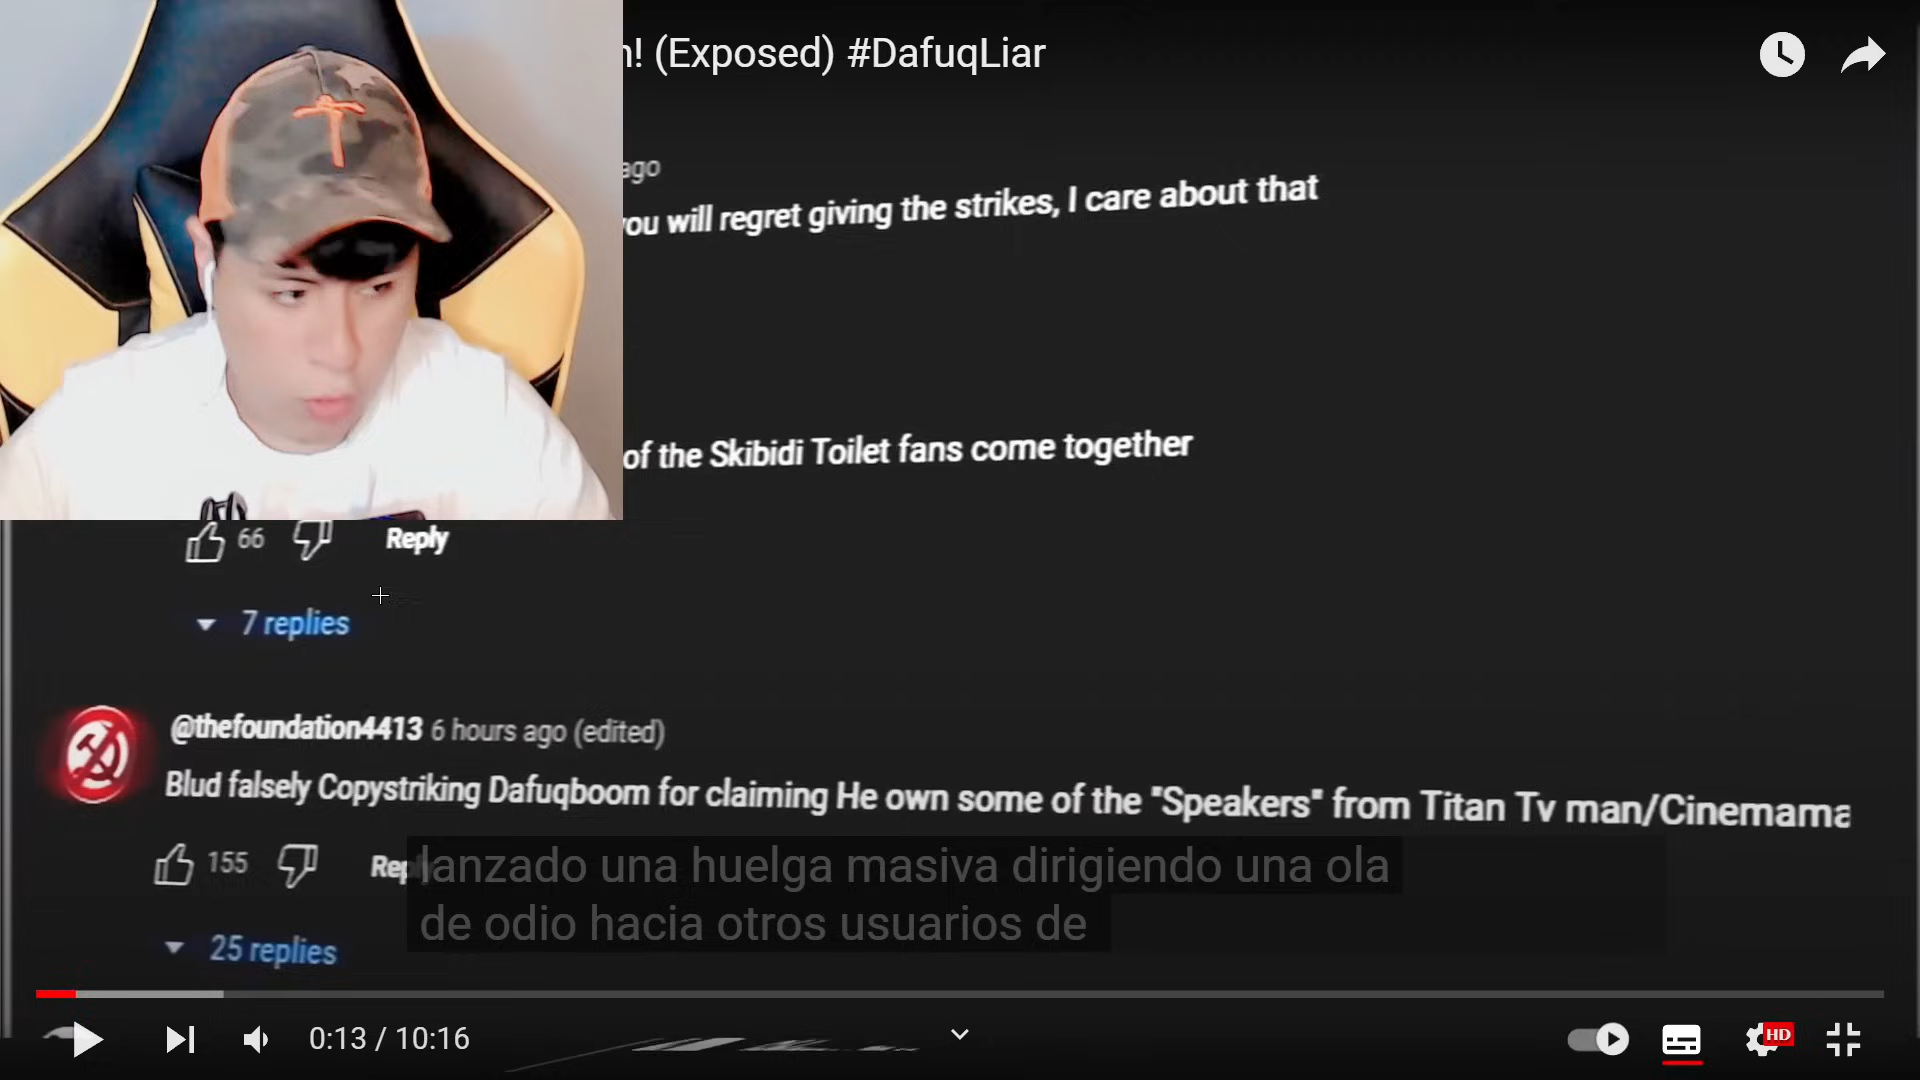 ! (Exposed) #DafuqLiar
ago
you will regret giving the strikes, I care about that
of the Skibidi Toilet fans come together
66 Reply
7 replies
@thefoundation4413 6 hours ago (edited)
Blud falsely Copystriking Dafuqboom for claiming He own some of the "Speakers" from Titan Tv man/Cinemama
155 Rep
lanzado una huelga masiva dirigiendo una ola
de odio hacia otros usuarios de
25 replies
0:13 / 10:16
HD